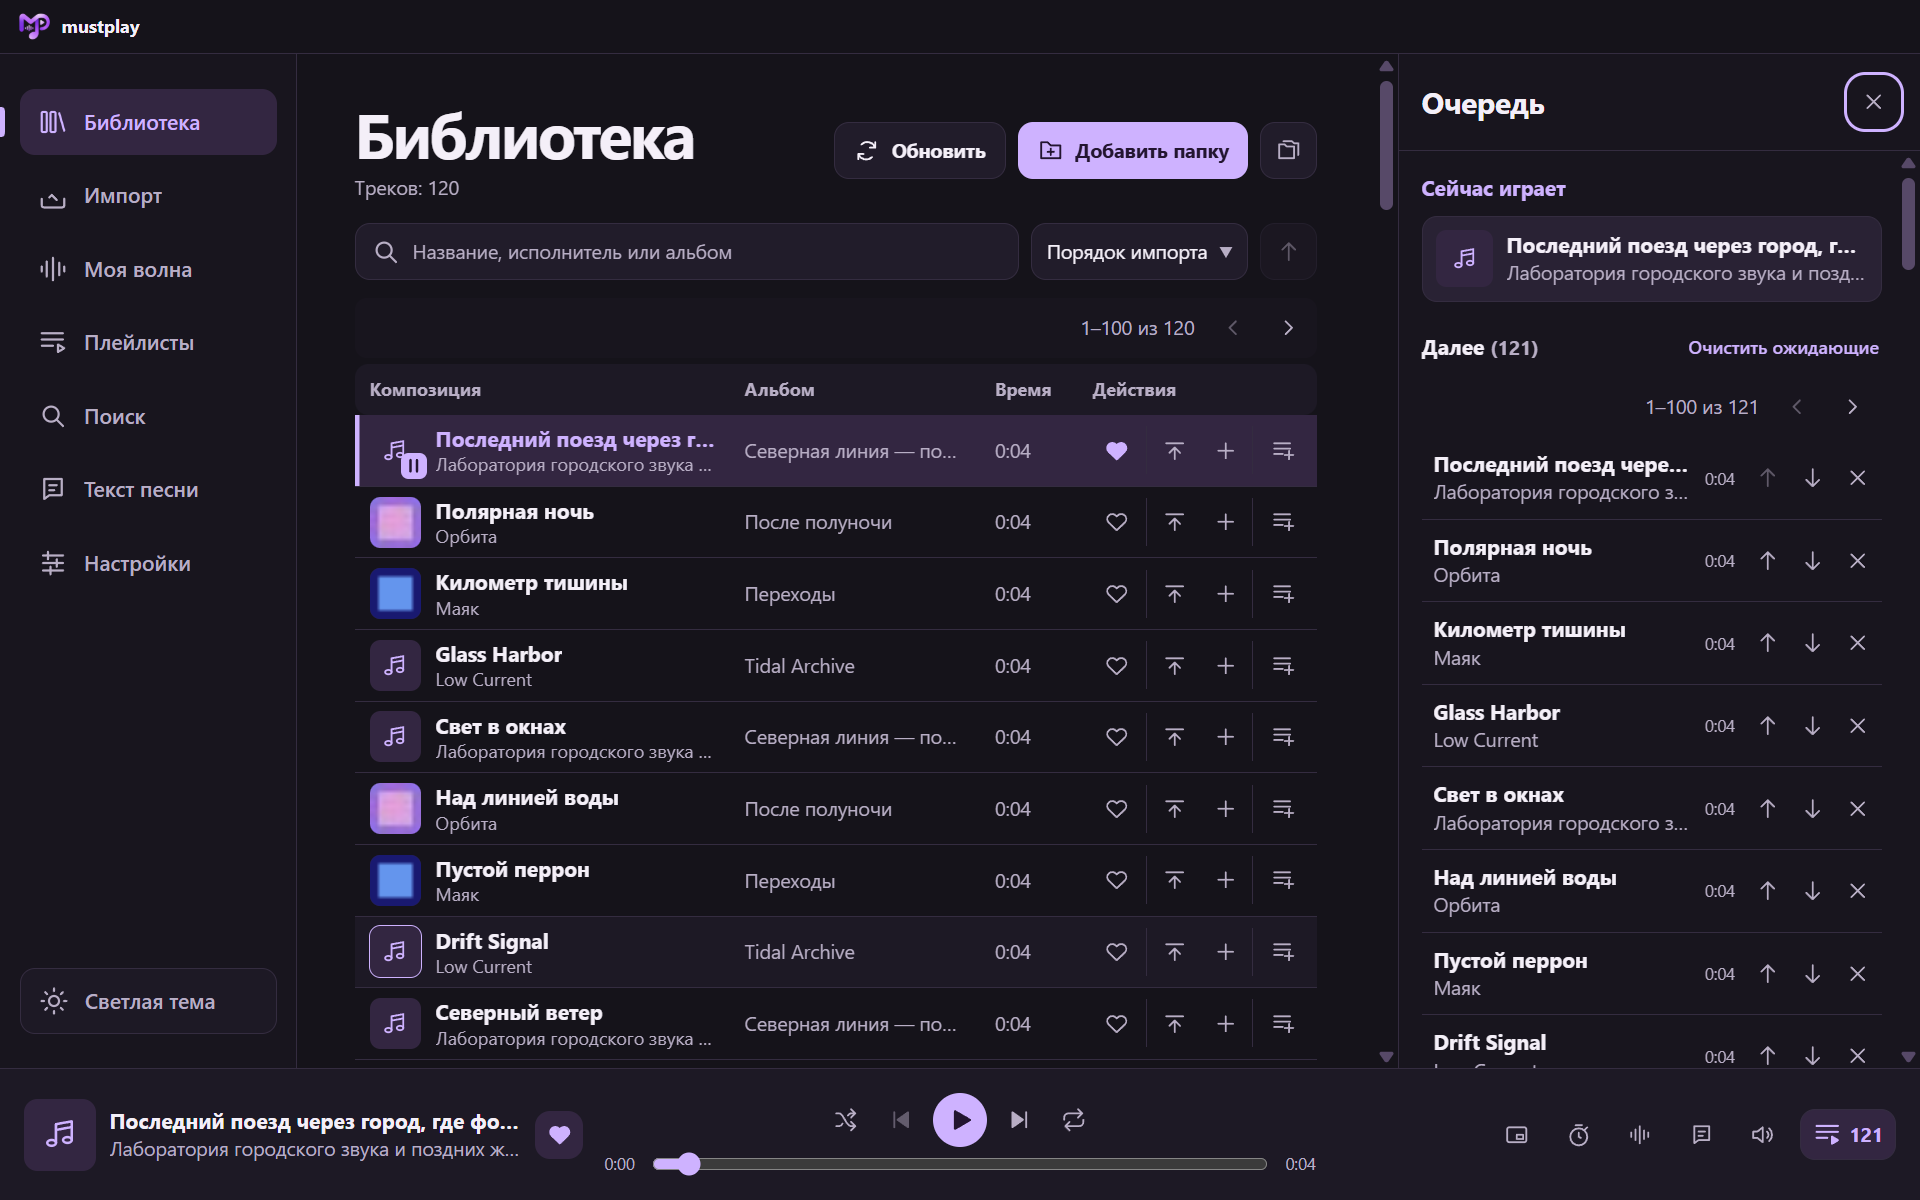 mustplay
Библиотека
Импорт
Моя волна
Плейлисты
Поиск
Текст песни
Настройки
Светлая тема
Библиотека
Треков: 120
Обновить
Добавить папку
Название, исполнитель или альбом
Порядок импорта
1–100 из 120
Композиция Альбом Время Действия
Последний поезд через г...
Лаборатория городского звука ...
Северная линия — по...
0:04
Полярная ночь
Орбита
После полуночи
0:04
Километр тишины
Маяк
Переходы
0:04
Glass Harbor
Low Current
Tidal Archive
0:04
Свет в окнах
Лаборатория городского звука ...
Северная линия — по...
0:04
Над линией воды
Орбита
После полуночи
0:04
Пустой перрон
Маяк
Переходы
0:04
Drift Signal
Low Current
Tidal Archive
0:04
Северный ветер
Лаборатория городского звука ...
Северная линия — по...
0:04
Очередь
Сейчас играет
Последний поезд через город, г...
Лаборатория городского звука и позд...
Далее (121)
Очистить ожидающие
1–100 из 121
Последний поезд чере...
Лаборатория городского з...
0:04
Полярная ночь
Орбита
0:04
Километр тишины
Маяк
0:04
Glass Harbor
Low Current
0:04
Свет в окнах
Лаборатория городского з...
0:04
Над линией воды
Орбита
0:04
Пустой перрон
Маяк
0:04
Drift Signal
0:04
Последний поезд через город, где фо...
Лаборатория городского звука и поздних ж...
0:00
0:04
121